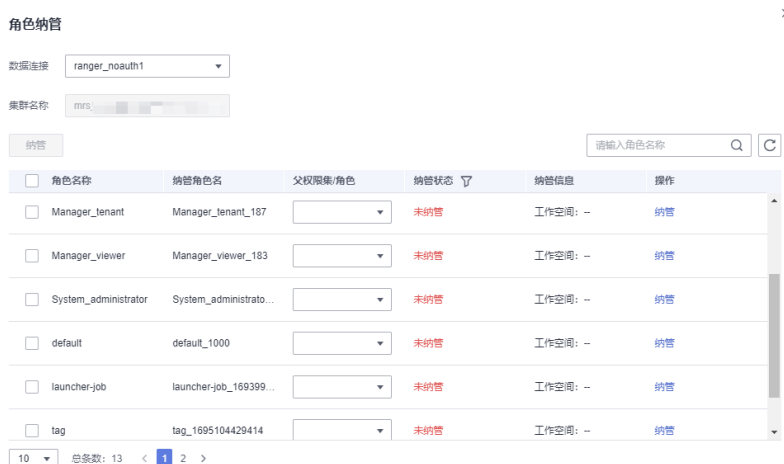 角色纳管
数据连接 ranger_noauth1
集群名称 mrs
纳管 请输入角色名称
角色名称 纳管角色名 父权限集/角色 纳管状态 纳管信息 操作
Manager_tenant Manager_tenant_187 未纳管 工作空间: -- 纳管
Manager_viewer Manager_viewer_183 未纳管 工作空间: -- 纳管
System_administrator System_administrato... 未纳管 工作空间: -- 纳管
default default_1000 未纳管 工作空间: -- 纳管
launcher-job launcher-job_169399... 未纳管 工作空间: -- 纳管
tag tag_1695104429414 未纳管 工作空间: -- 纳管
10 总条数: 13 < 1 2 >